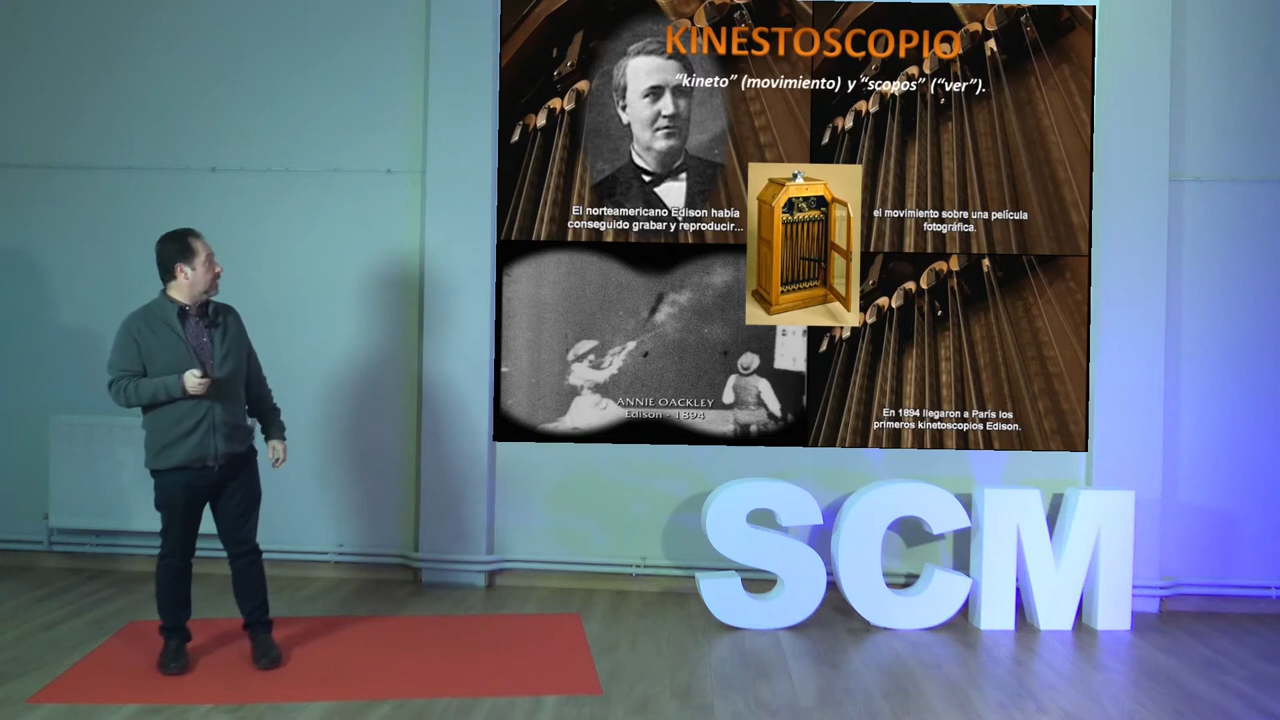 KINESTOSCOPIO
“kineto” (movimiento) y “scopos” (“ver”).
El norteamericano Edison había
conseguido grabar y reproducir...
el movimiento sobre una película
fotográfica.
ANNIE OACKLEY
Edison - 1894
En 1894 llegaron a París los
primeros kinetoscopios Edison.
SCM